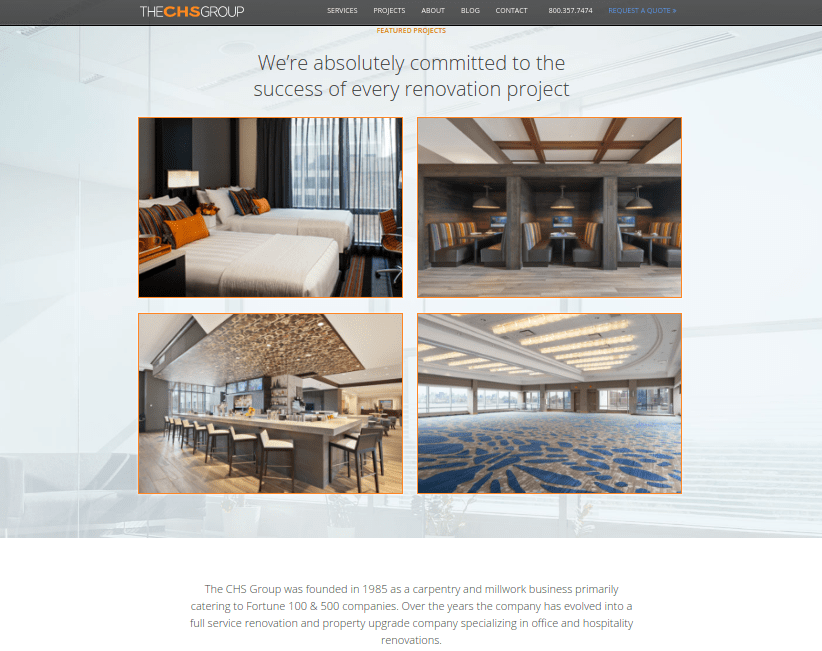 THECHSGROUP
SERVICES PROJECTS ABOUT BLOG CONTACT 800.357.7474 REQUEST A QUOTE »
FEATURED PROJECTS
We’re absolutely committed to the
success of every renovation project
The CHS Group was founded in 1985 as a carpentry and millwork business primarily
catering to Fortune 100 & 500 companies. Over the years the company has evolved into a
full service renovation and property upgrade company specializing in office and hospitality
renovations.